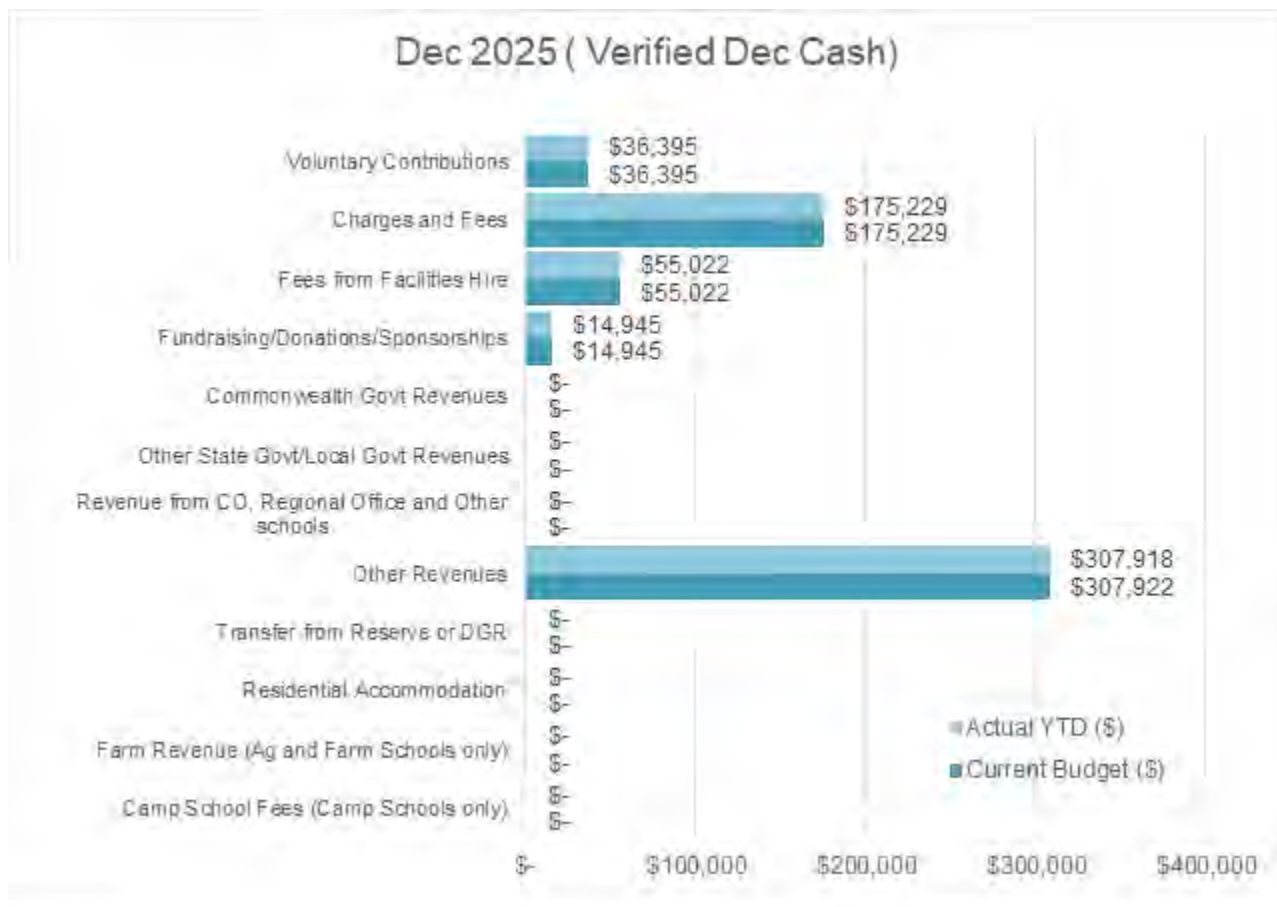 Dec 2025 ( Verified Dec Cash)
Voluntary Contributions
$36,395
$36,395
Charges and Fees
$175,229
$175,229
Fees from Facilities Hire
$55,022
$55,022
Fundraising/Donations/Sponsorships
$14,945
$14,945
Commonwealth Govt Revenues
$-
$-
Other State Govt/Local Govt Revenues
$-
$-
Revenue from CO, Regional Office and Other
schools
$-
$-
Other Revenues
$307,918
$307,922
Transfer from Reserve or DGR
$-
$-
Residential Accommodation
$-
$-
Farm Revenue (Ag and Farm Schools only)
$-
$-
Camp School Fees (Camp Schools only)
$-
$-
Actual YTD ($)
Current Budget ($)
$- $100,000 $200,000 $300,000 $400,000